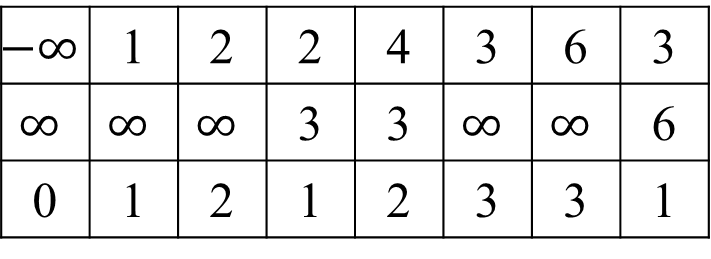 −∞ 1 2 2 4 3 6 3
∞ ∞ ∞ 3 3 ∞ ∞ 6
0 1 2 1 2 3 3 1